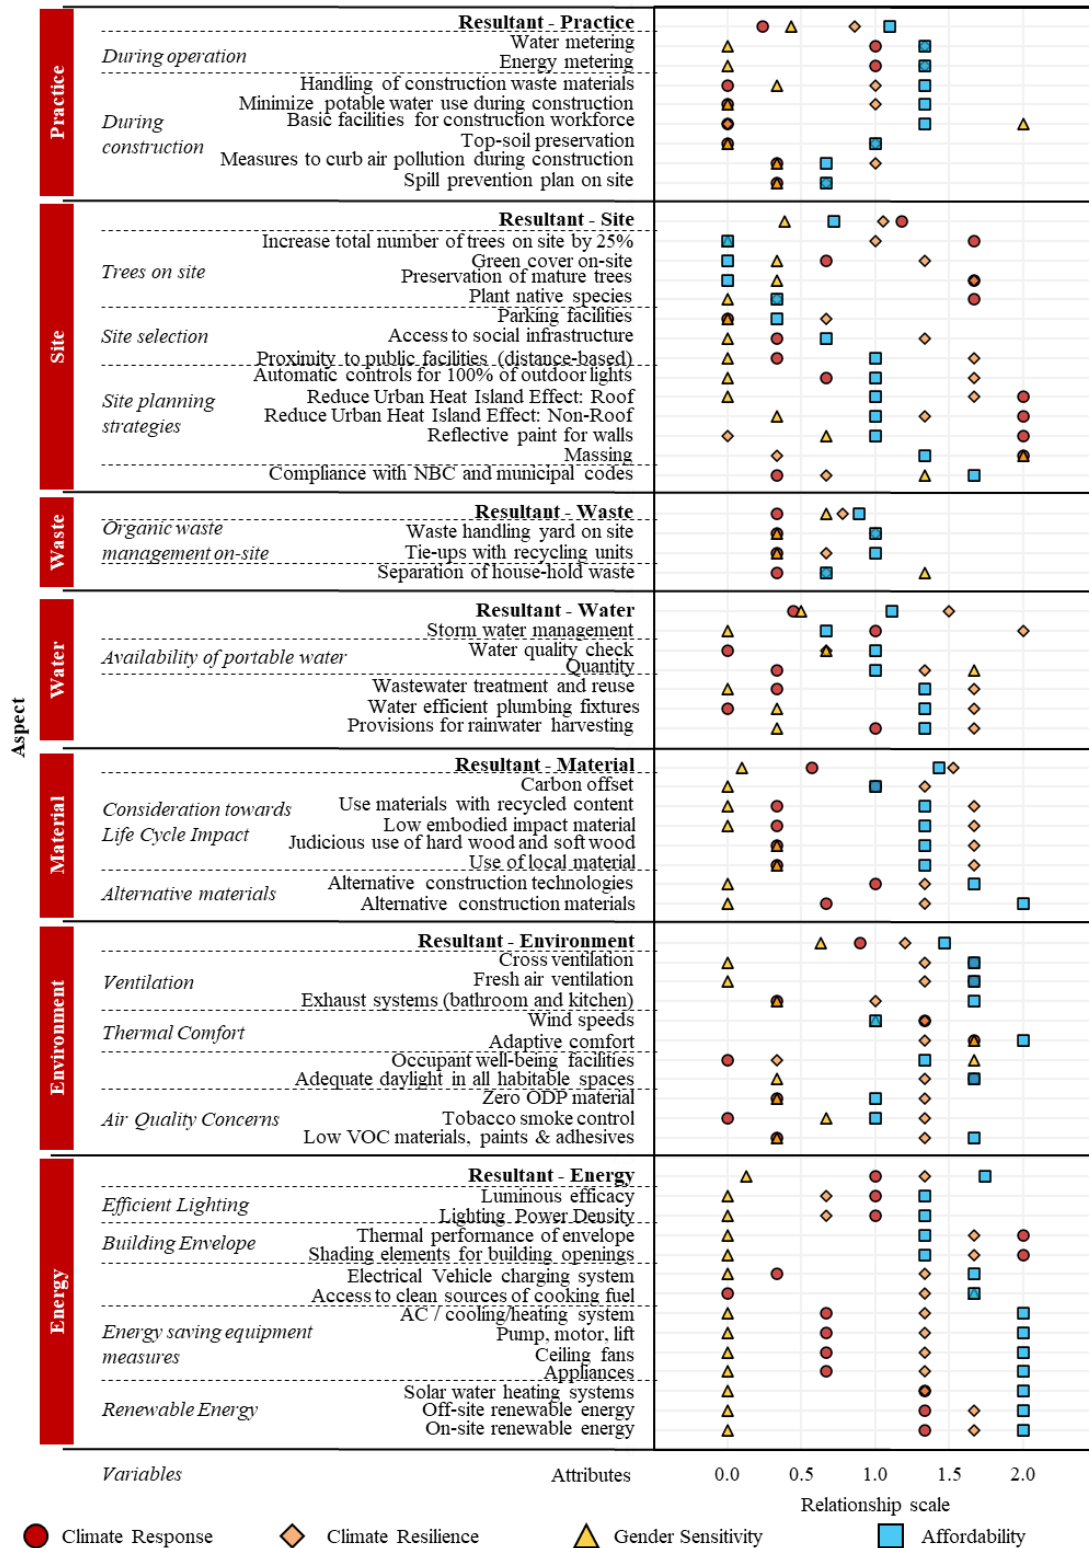 Aspect
Practice
Resultant - Practice
During operation
Water metering
Energy metering
During
construction
Handling of construction waste materials
Minimize potable water use during construction
Basic facilities for construction workforce
Top-soil preservation
Measures to curb air pollution during construction
Spill prevention plan on site
Site
Resultant - Site
Trees on site
Increase total number of trees on site by 25%
Green cover on-site
Preservation of mature trees
Plant native species
Site selection
Parking facilities
Access to social infrastructure
Proximity to public facilities (distance-based)
Site planning
strategies
Automatic controls for 100% of outdoor lights
Reduce Urban Heat Island Effect: Roof
Reduce Urban Heat Island Effect: Non-Roof
Reflective paint for walls
Massing
Compliance with NBC and municipal codes
Waste
Resultant - Waste
Organic waste
management on-site
Waste handling yard on site
Tie-ups with recycling units
Separation of house-hold waste
Water
Resultant - Water
Storm water management
Availability of portable water
Water quality check
Quantity
Wastewater treatment and reuse
Water efficient plumbing fixtures
Provisions for rainwater harvesting
Material
Resultant - Material
Consideration towards
Life Cycle Impact
Carbon offset
Use materials with recycled content
Low embodied impact material
Judicious use of hard wood and soft wood
Use of local material
Alternative materials
Alternative construction technologies
Alternative construction materials
Environment
Resultant - Environment
Ventilation
Cross ventilation
Fresh air ventilation
Exhaust systems (bathroom and kitchen)
Thermal Comfort
Wind speeds
Adaptive comfort
Occupant well-being facilities
Adequate daylight in all habitable spaces
Air Quality Concerns
Zero ODP material
Tobacco smoke control
Low VOC materials, paints & adhesives
Energy
Resultant - Energy
Efficient Lighting
Luminous efficacy
Lighting Power Density
Building Envelope
Thermal performance of envelope
Shading elements for building openings
Electrical Vehicle charging system
Access to clean sources of cooking fuel
Energy saving equipment
measures
AC / cooling/heating system
Pump, motor, lift
Ceiling fans
Appliances
Renewable Energy
Solar water heating systems
Off-site renewable energy
On-site renewable energy
Variables
Attributes
0.0 0.5 1.0 1.5 2.0
Relationship scale
Climate Response
Climate Resilience
Gender Sensitivity
Affordability